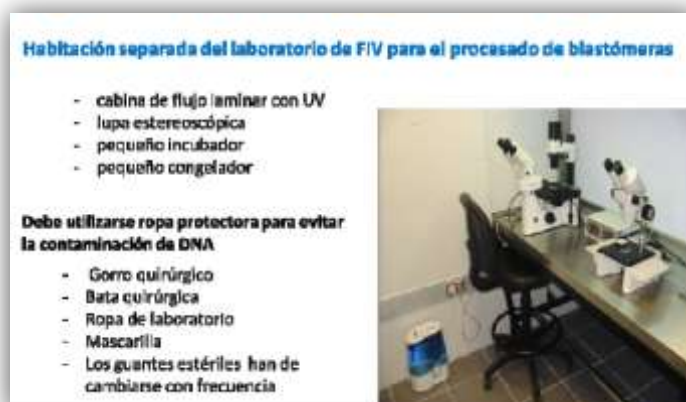 Habitación separada del laboratorio de FIV para el procesado de blastómeras
- cabina de flujo laminar con UV
- lupa estereoscópica
- pequeño incubador
- pequeño congelador
Debe utilizarse ropa protectora para evitar
la contaminación de DNA
- Gorro quirúrgico
- Bata quirúrgica
- Ropa de laboratorio
- Mascarilla
- Los guantes estériles han de
cambiarse con frecuencia